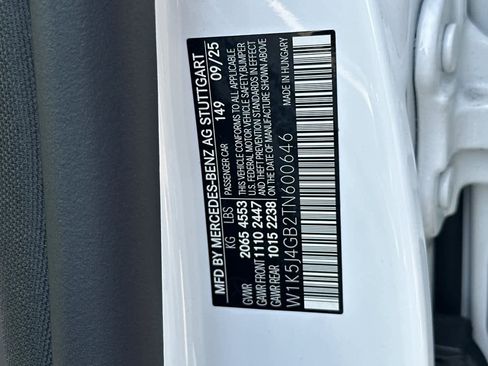 MFD BY MERCEDES-BENZ AG STUTTGART
PASSENGER CAR 149 09/25
KG LBS
GVWR 2065 4553
GAWR FRONT 1110 2447
GAWR REAR 1015 2238
THIS VEHICLE CONFORMS TO ALL APPLICABLE
U.S. FEDERAL MOTOR VEHICLE SAFETY, BUMPER
AND THEFT PREVENTION STANDARDS IN EFFECT
ON THE DATE OF MANUFACTURE SHOWN ABOVE
MADE IN HUNGARY
W1K5J4GB2TN600646